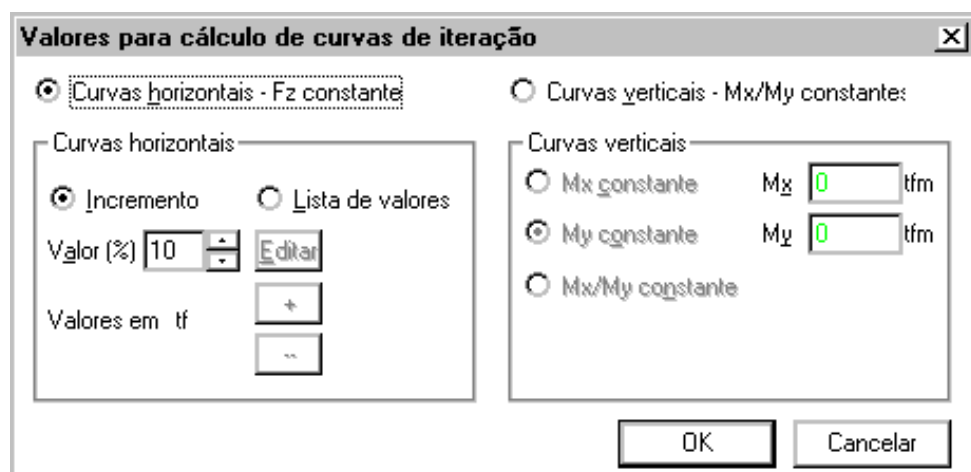 Valores para cálculo de curvas de iteração
Curvas horizontais - Fz constante
Curvas verticais - Mx/My constantes
Curvas horizontais
Incremento
Lista de valores
Valor (%) 10
Editar
Valores em tf
+
--
Curvas verticais
Mx constante
Mx 0 tfm
My constante
My 0 tfm
Mx/My constante
OK
Cancelar